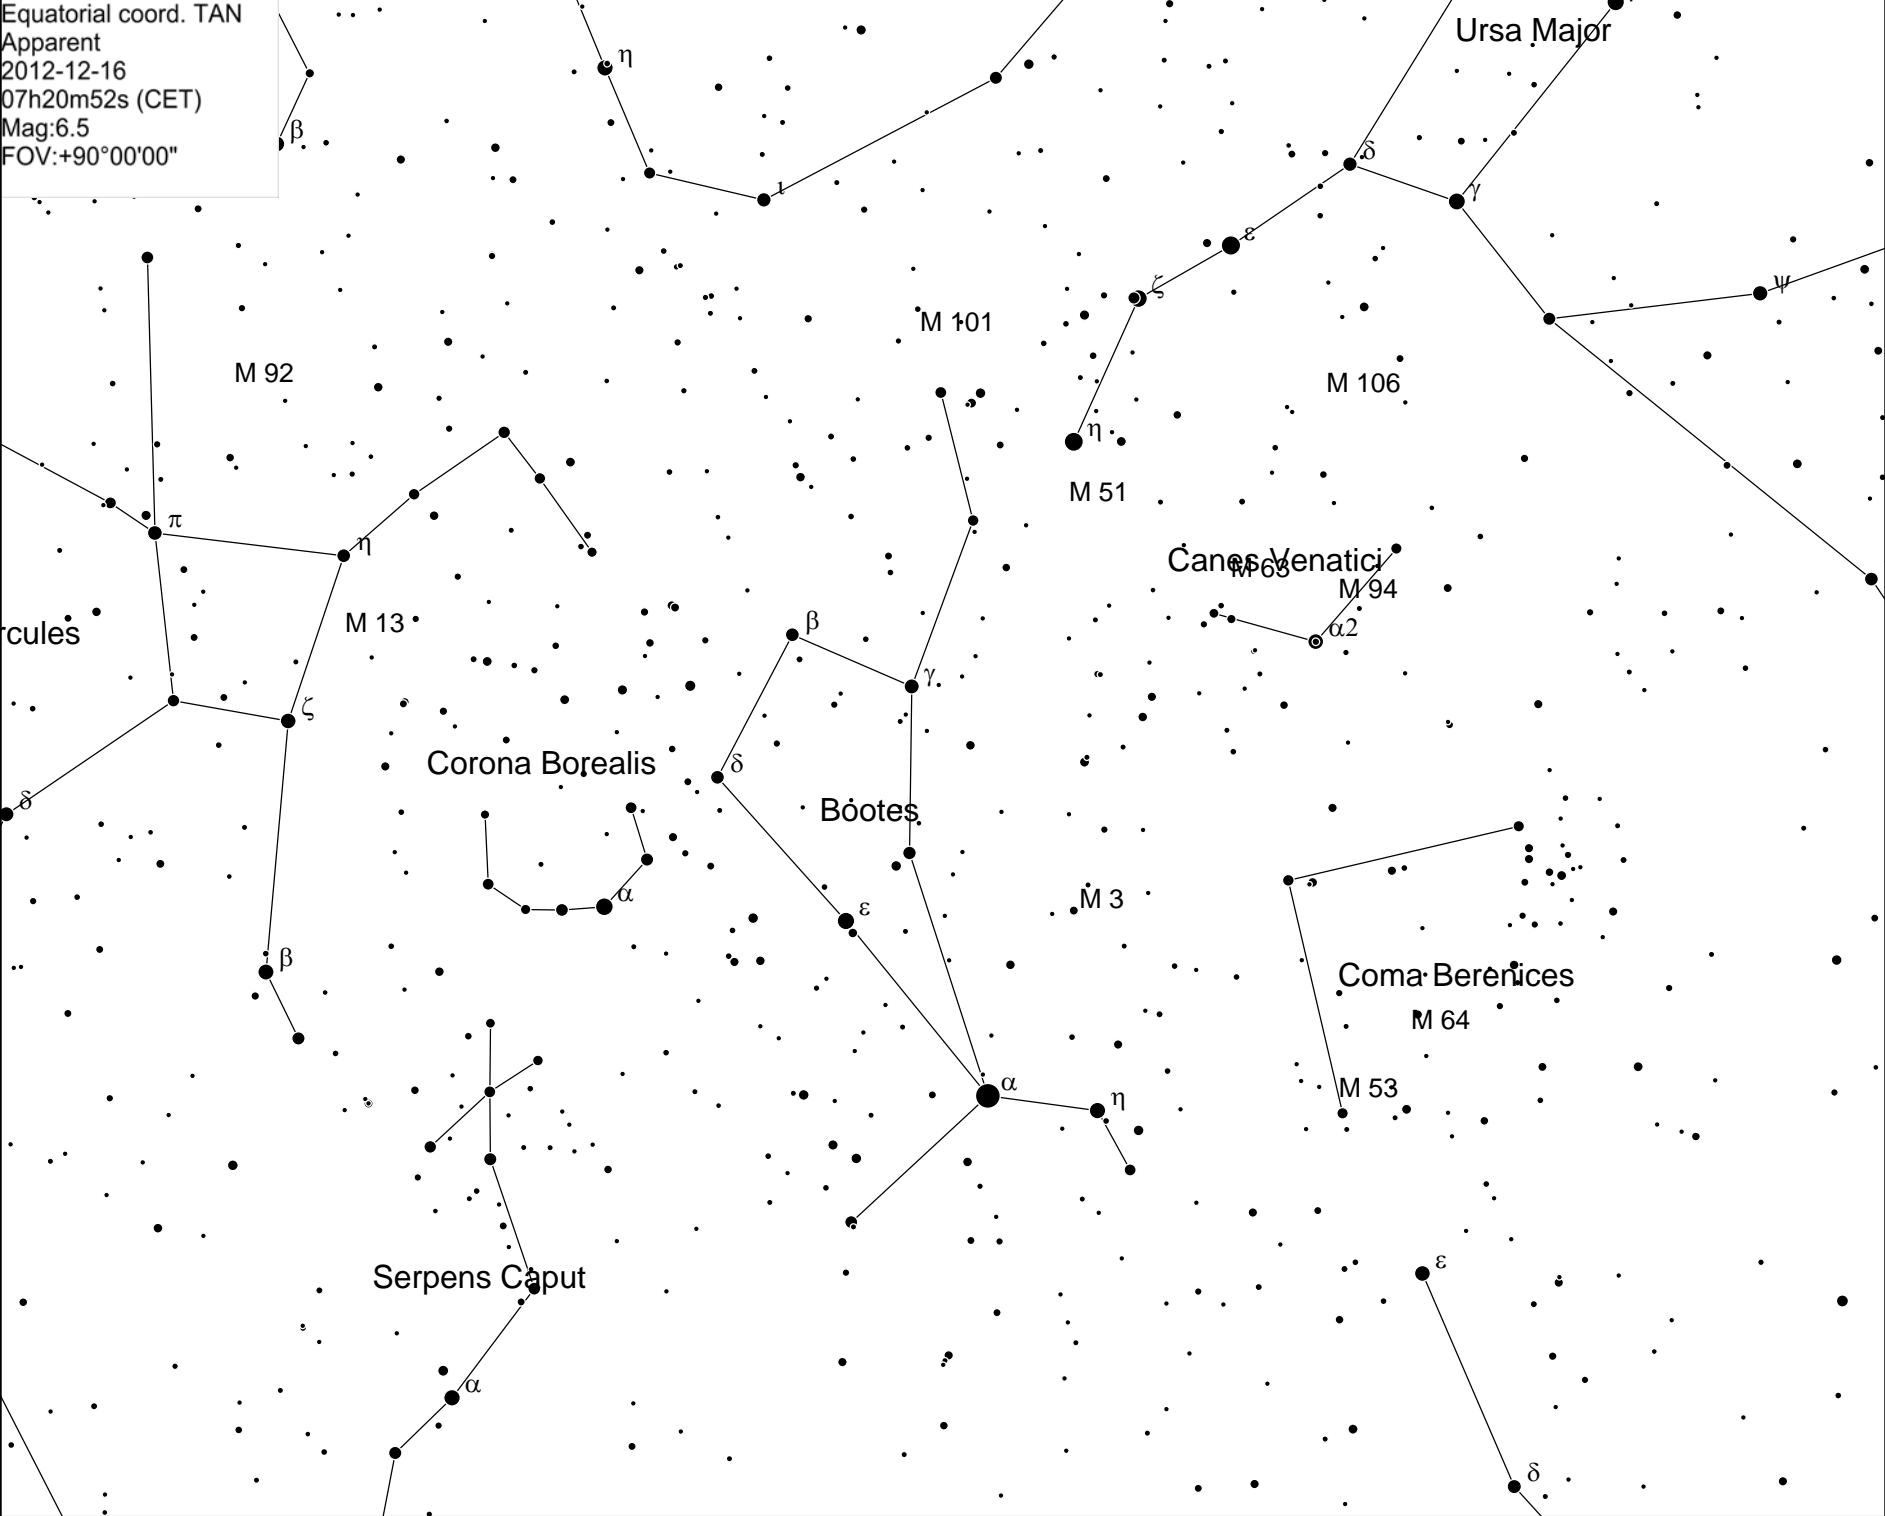 Equatorial coord. TAN
Apparent
2012-12-16
07h20m52s (CET)
Mag:6.5
FOV:+90°00'00"
Ursa Major
η
β
δ
ι
γ
ε
ψ
ζ
M 101
M 92
M 106
η
M 51
π
η
Canes Venatici
M 63
M 94
M 13
β
α2
rcules
γ
ζ
Corona Borealis
δ
δ
Bootes
α
M 3
ε
β
Coma Berenices
M 64
α
M 53
η
ε
Serpens Caput
α
δ